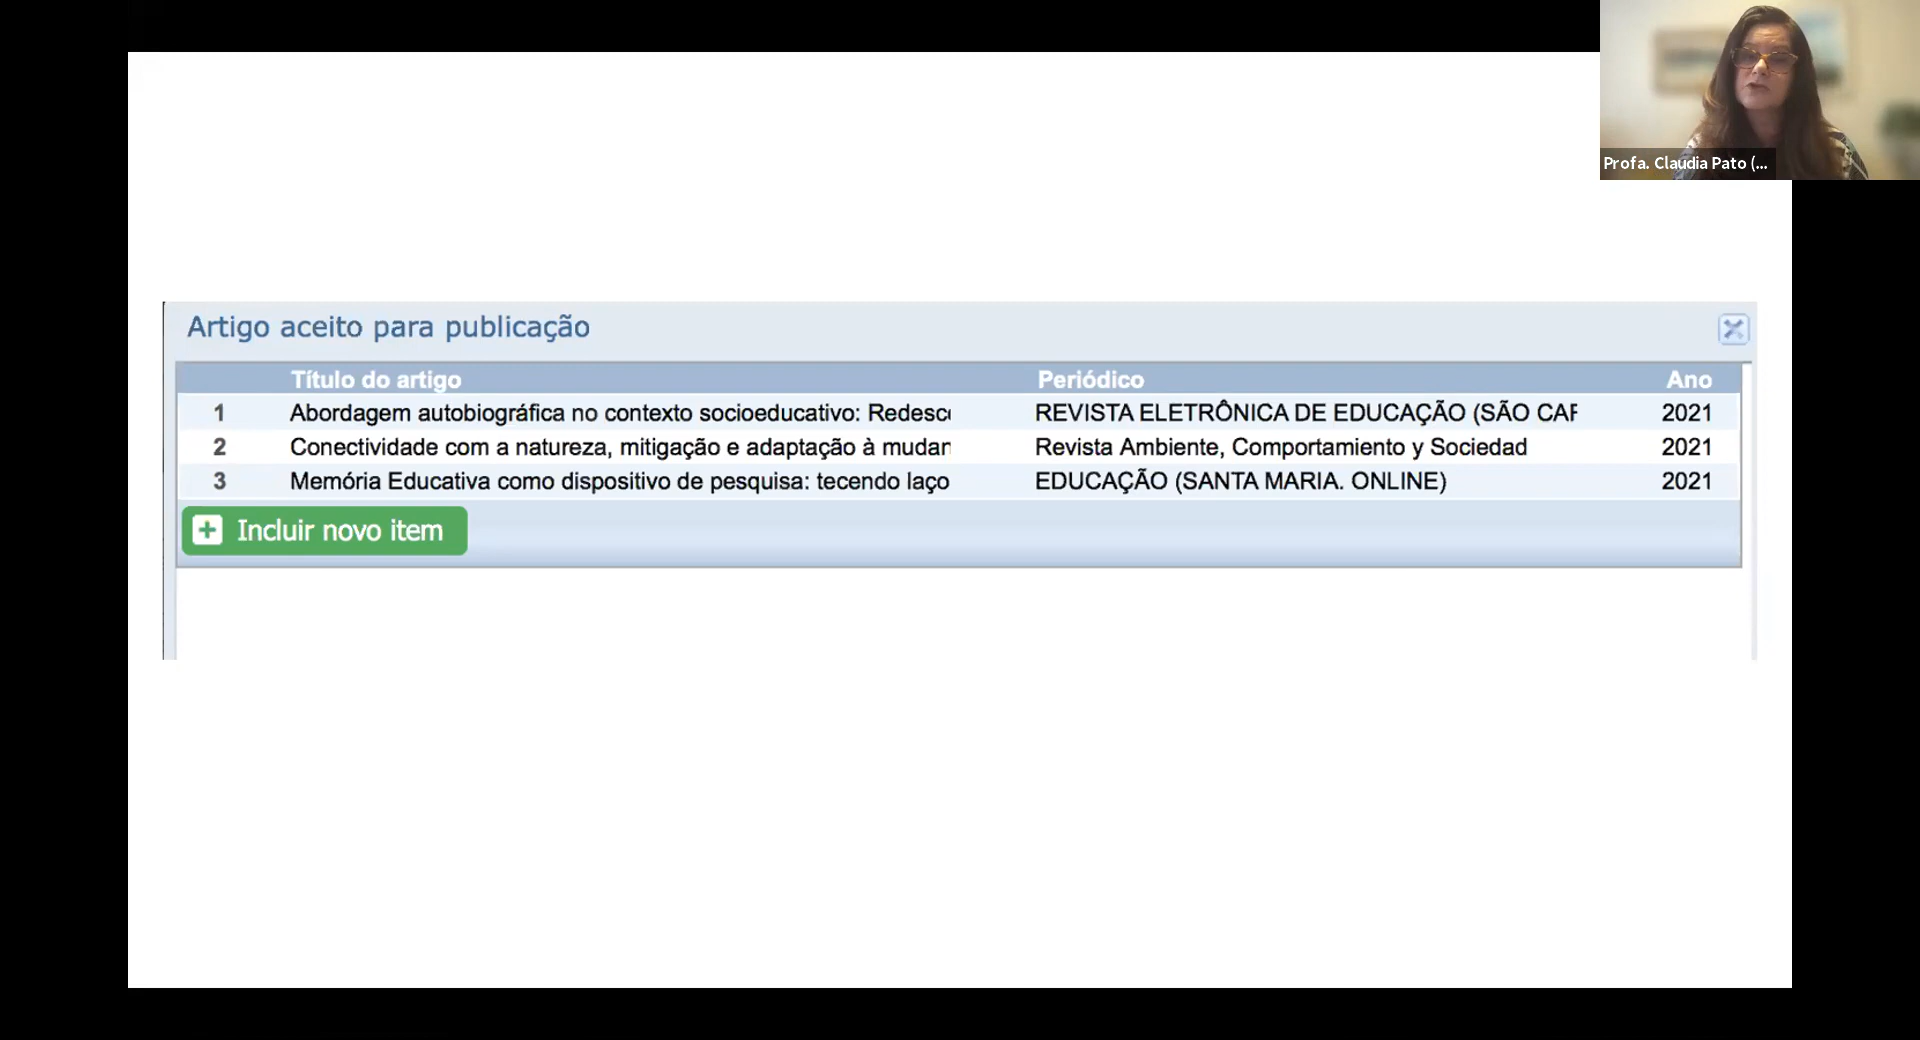 Profa. Claudia Pato (...
Artigo aceito para publicação
Título do artigo Periódico Ano
1 Abordagem autobiográfica no contexto socioeducativo: Redesc REVISTA ELETRÔNICA DE EDUCAÇÃO (SÃO CAR 2021
2 Conectividade com a natureza, mitigação e adaptação à mudan Revista Ambiente, Comportamiento y Sociedad 2021
3 Memória Educativa como dispositivo de pesquisa: tecendo laço EDUCAÇÃO (SANTA MARIA. ONLINE) 2021
Incluir novo item